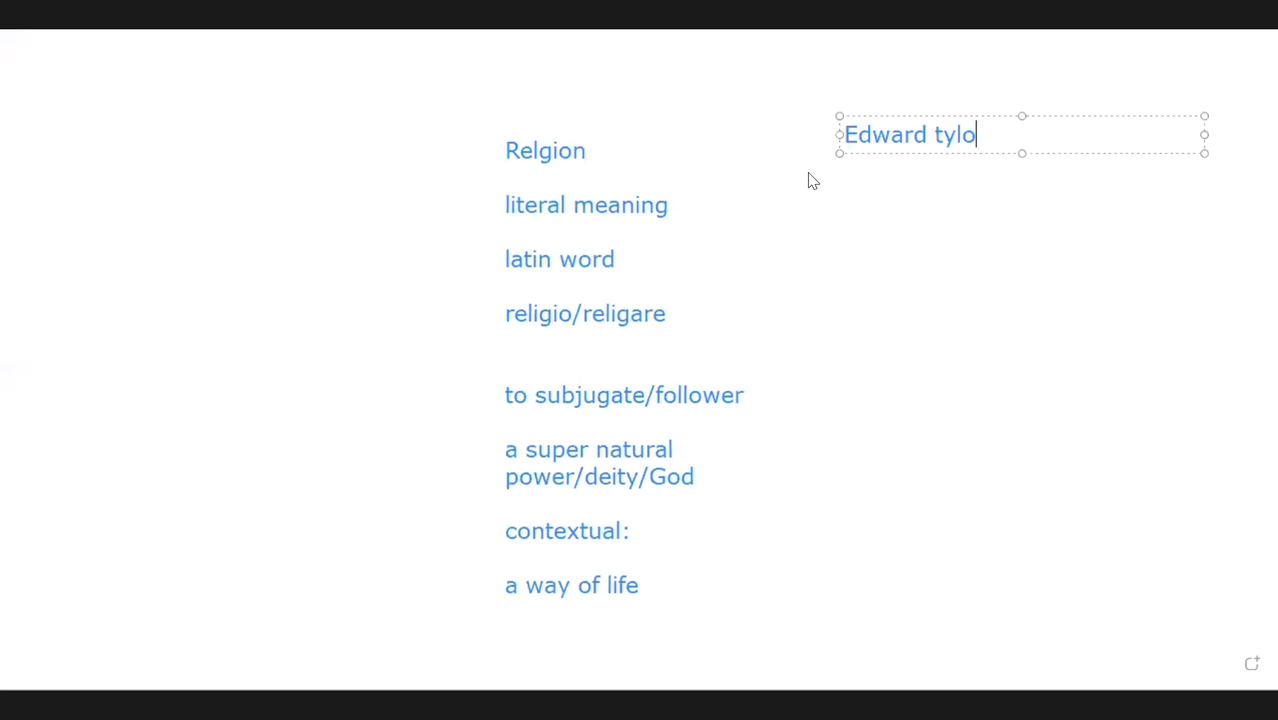 Relgion
literal meaning
latin word
religio/religare
to subjugate/follower
a super natural
power/deity/God
contextual:
a way of life
Edward tylo